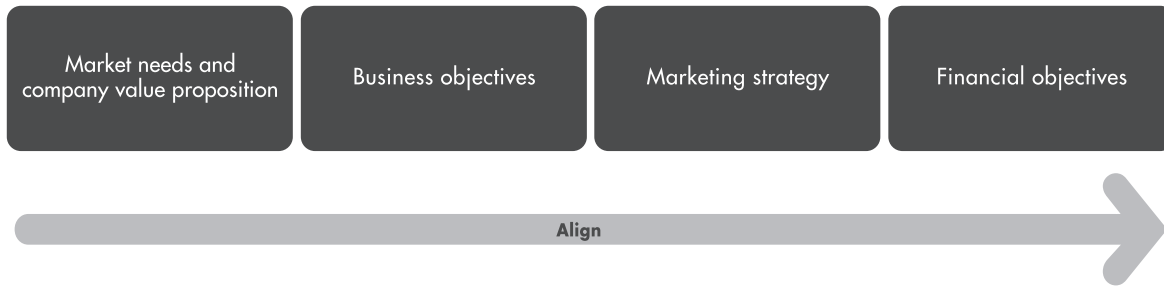 Market needs and
company value proposition
Business objectives
Marketing strategy
Financial objectives
Align